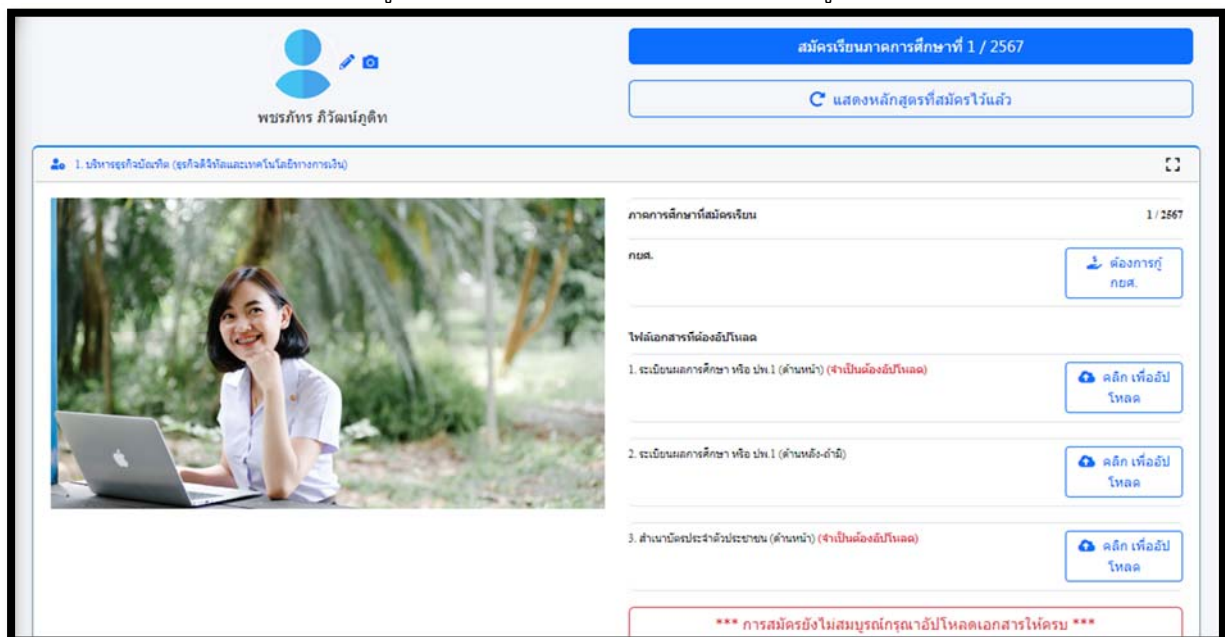 สมัครเรียนภาคการศึกษาที่ 1 / 2567
แสดงหลักสูตรที่สมัครไว้แล้ว
พชรภัทร ภิวัฒน์ภูดิท
1. บริหารธุรกิจบัณฑิต (ธุรกิจดิจิทัลและเทคโนโลยีทางการเงิน)
ภาคการศึกษาที่สมัครเรียน 1 / 2567
กยศ.
ต้องการกู้
กยศ.
ไฟล์เอกสารที่ต้องอัปโหลด
1. ระเบียนผลการศึกษา หรือ ปพ.1 (ด้านหน้า) (จำเป็นต้องอัปโหลด)
คลิก เพื่ออัป
โหลด
2. ระเบียนผลการศึกษา หรือ ปพ.1 (ด้านหลัง-ถ้ามี)
คลิก เพื่ออัป
โหลด
3. สำเนาบัตรประจำตัวประชาชน (ด้านหน้า) (จำเป็นต้องอัปโหลด)
คลิก เพื่ออัป
โหลด
*** การสมัครยังไม่สมบูรณ์กรุณาอัปโหลดเอกสารให้ครบ ***